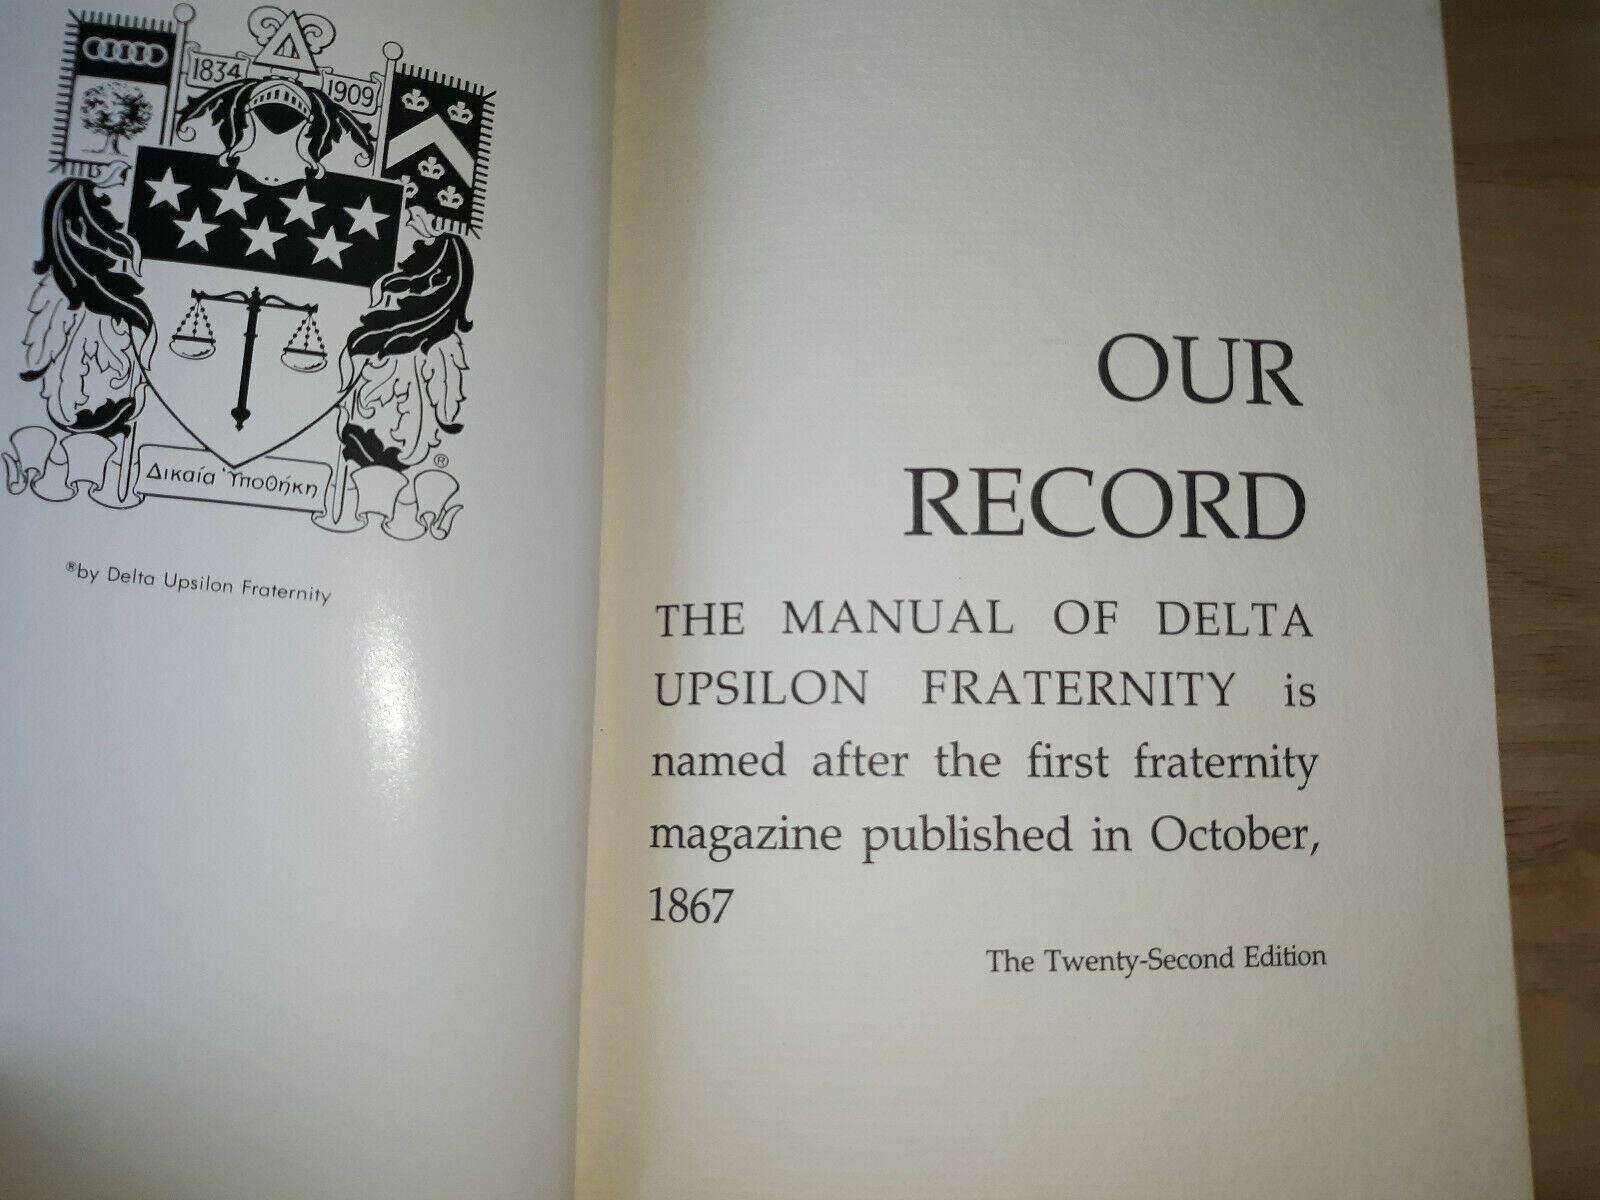 1834
1909
Δικαία Ὑποθήκη
®
®by Delta Upsilon Fraternity
OUR
RECORD
THE MANUAL OF DELTA
UPSILON FRATERNITY is
named after the first fraternity
magazine published in October,
1867
The Twenty-Second Edition